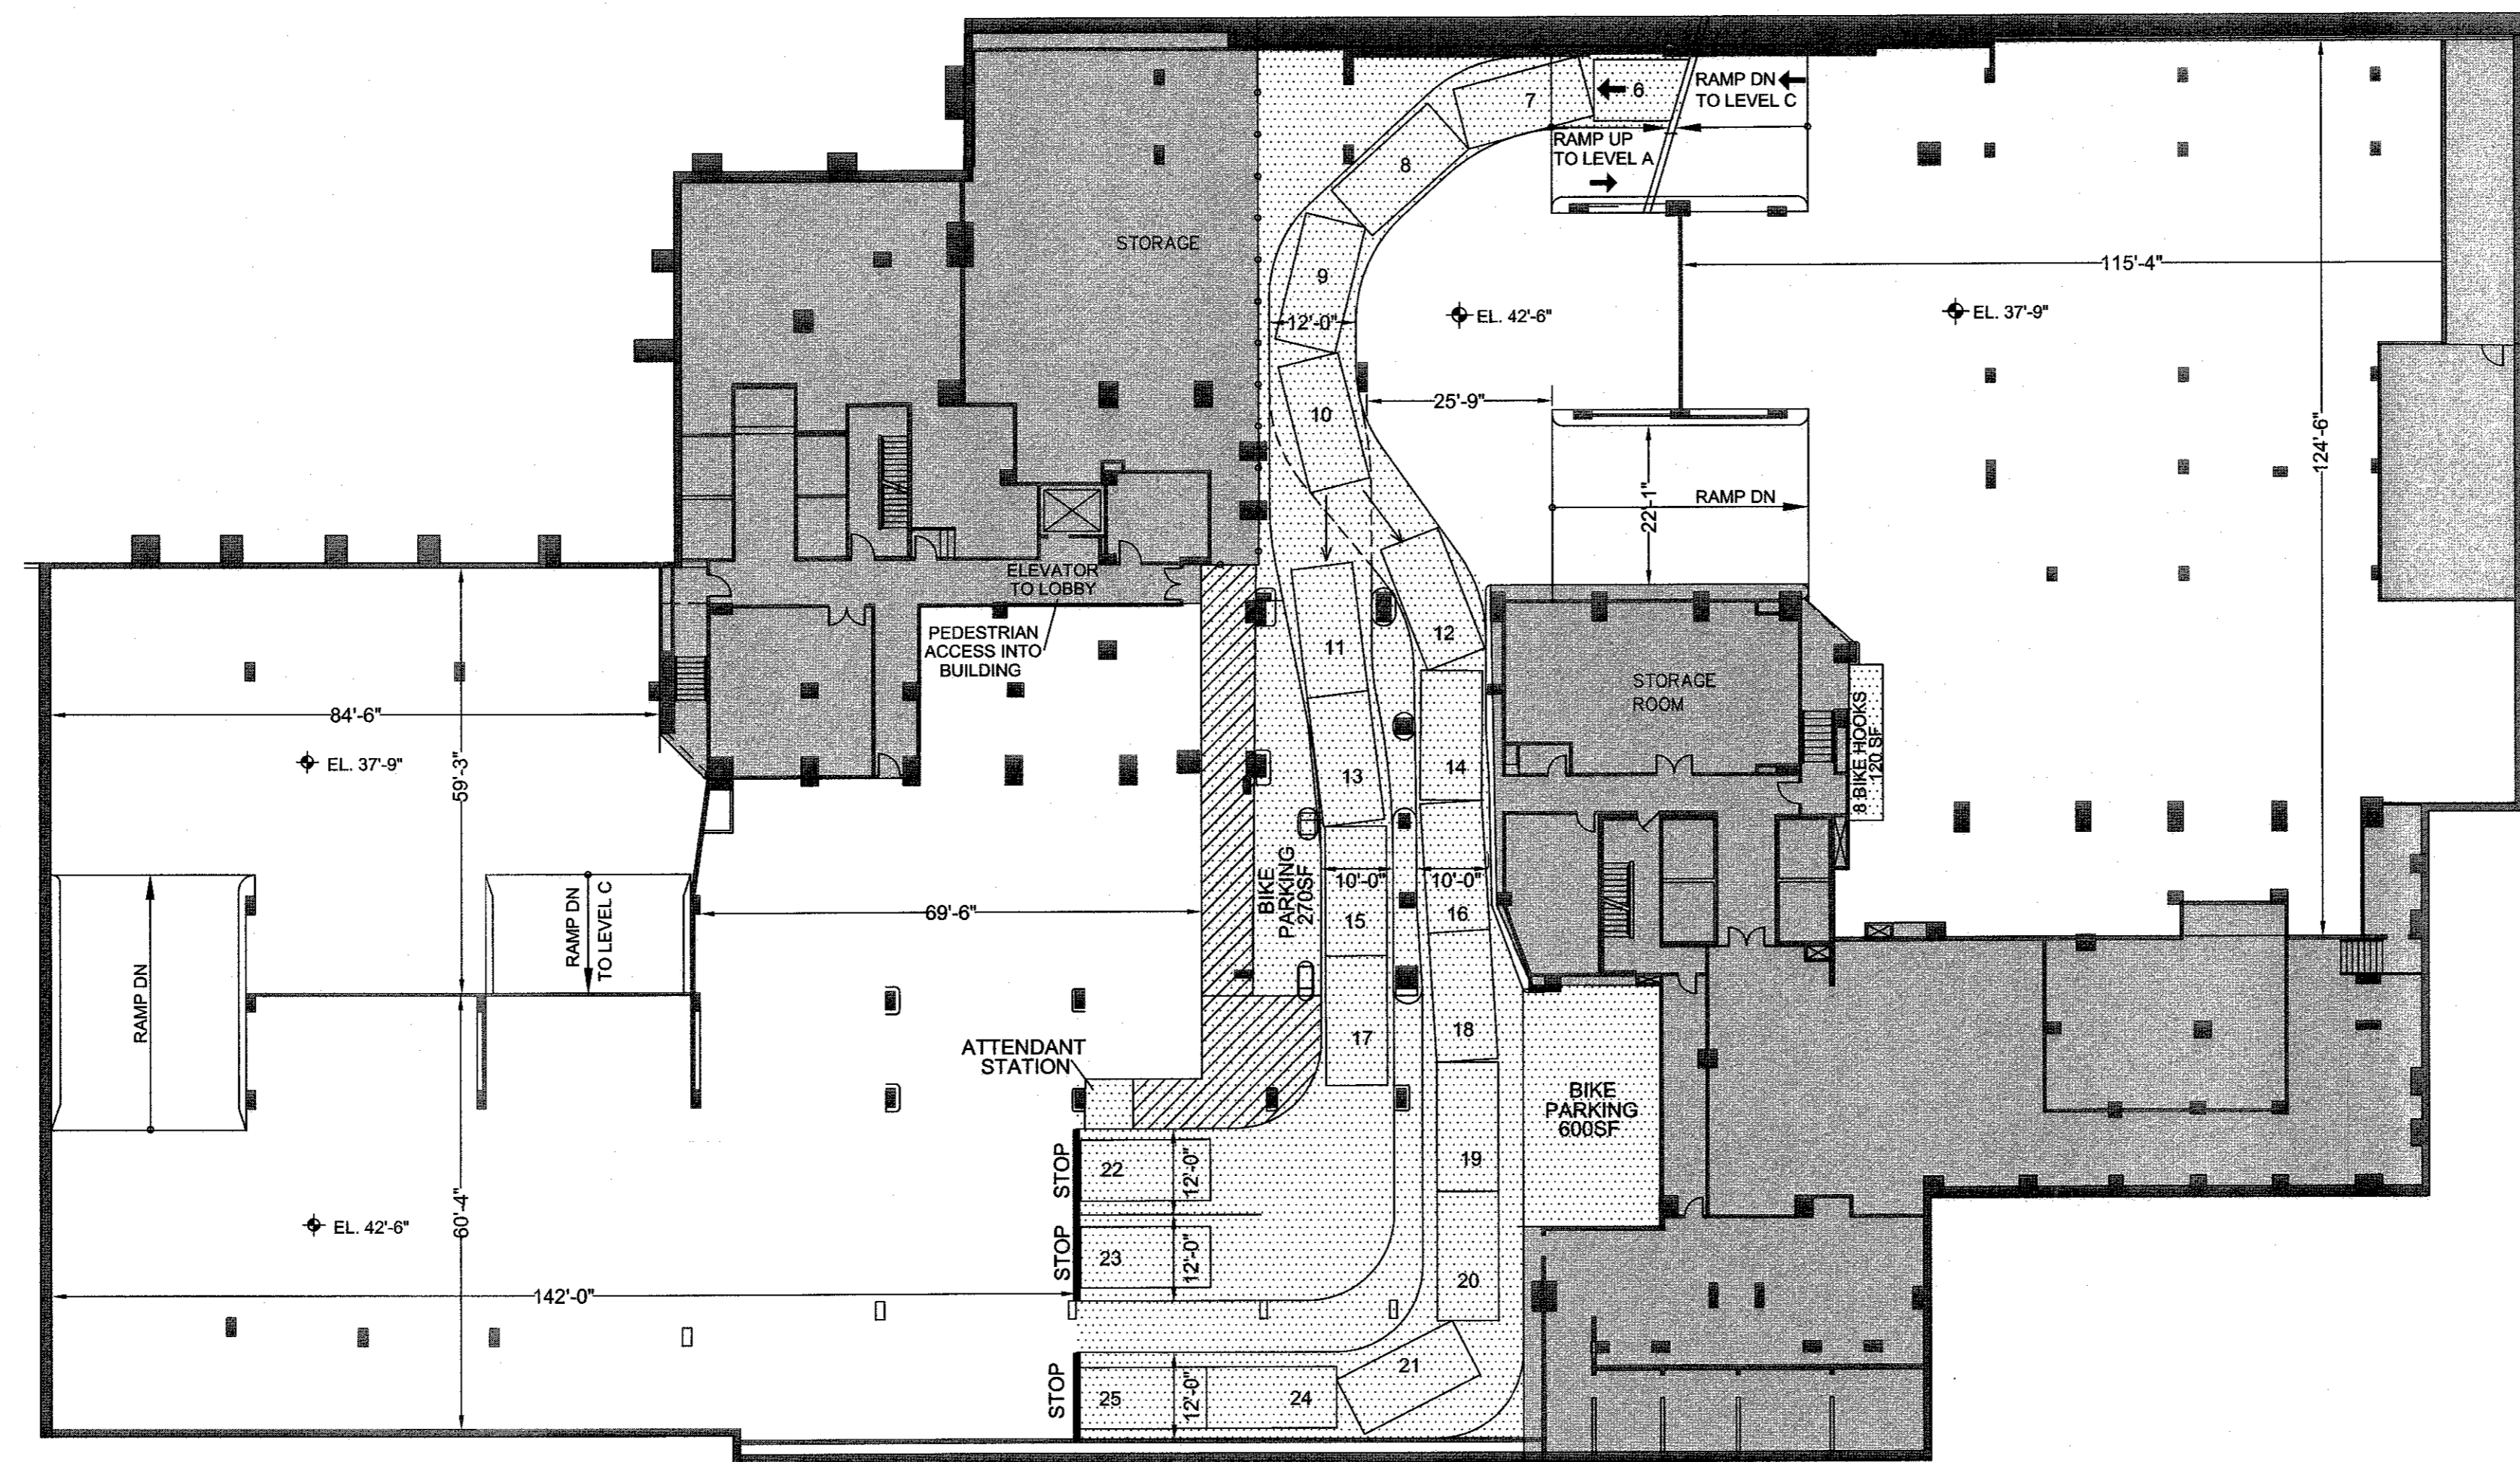 6
RAMP DN
TO LEVEL C
7
RAMP UP
TO LEVEL A
8
STORAGE
9
115'-4"
12'-0"
EL. 42'-6"
EL. 37'-9"
10
25'-9"
124'-6"
22'-1"
RAMP DN
ELEVATOR
TO LOBBY
PEDESTRIAN
ACCESS INTO
BUILDING
11
12
STORAGE
ROOM
8 BIKE HOOKS
120 SF
84'-6"
EL. 37'-9"
59'-3"
13
14
BIKE
PARKING
270SF
10'-0"
10'-0"
69'-6"
15
16
RAMP DN
RAMP DN
TO LEVEL C
17
18
ATTENDANT
STATION
BIKE
PARKING
600SF
STOP
22
12'-0"
19
EL. 42'-6"
60'-4"
STOP
23
12'-0"
20
142'-0"
STOP
25
12'-0"
24
21